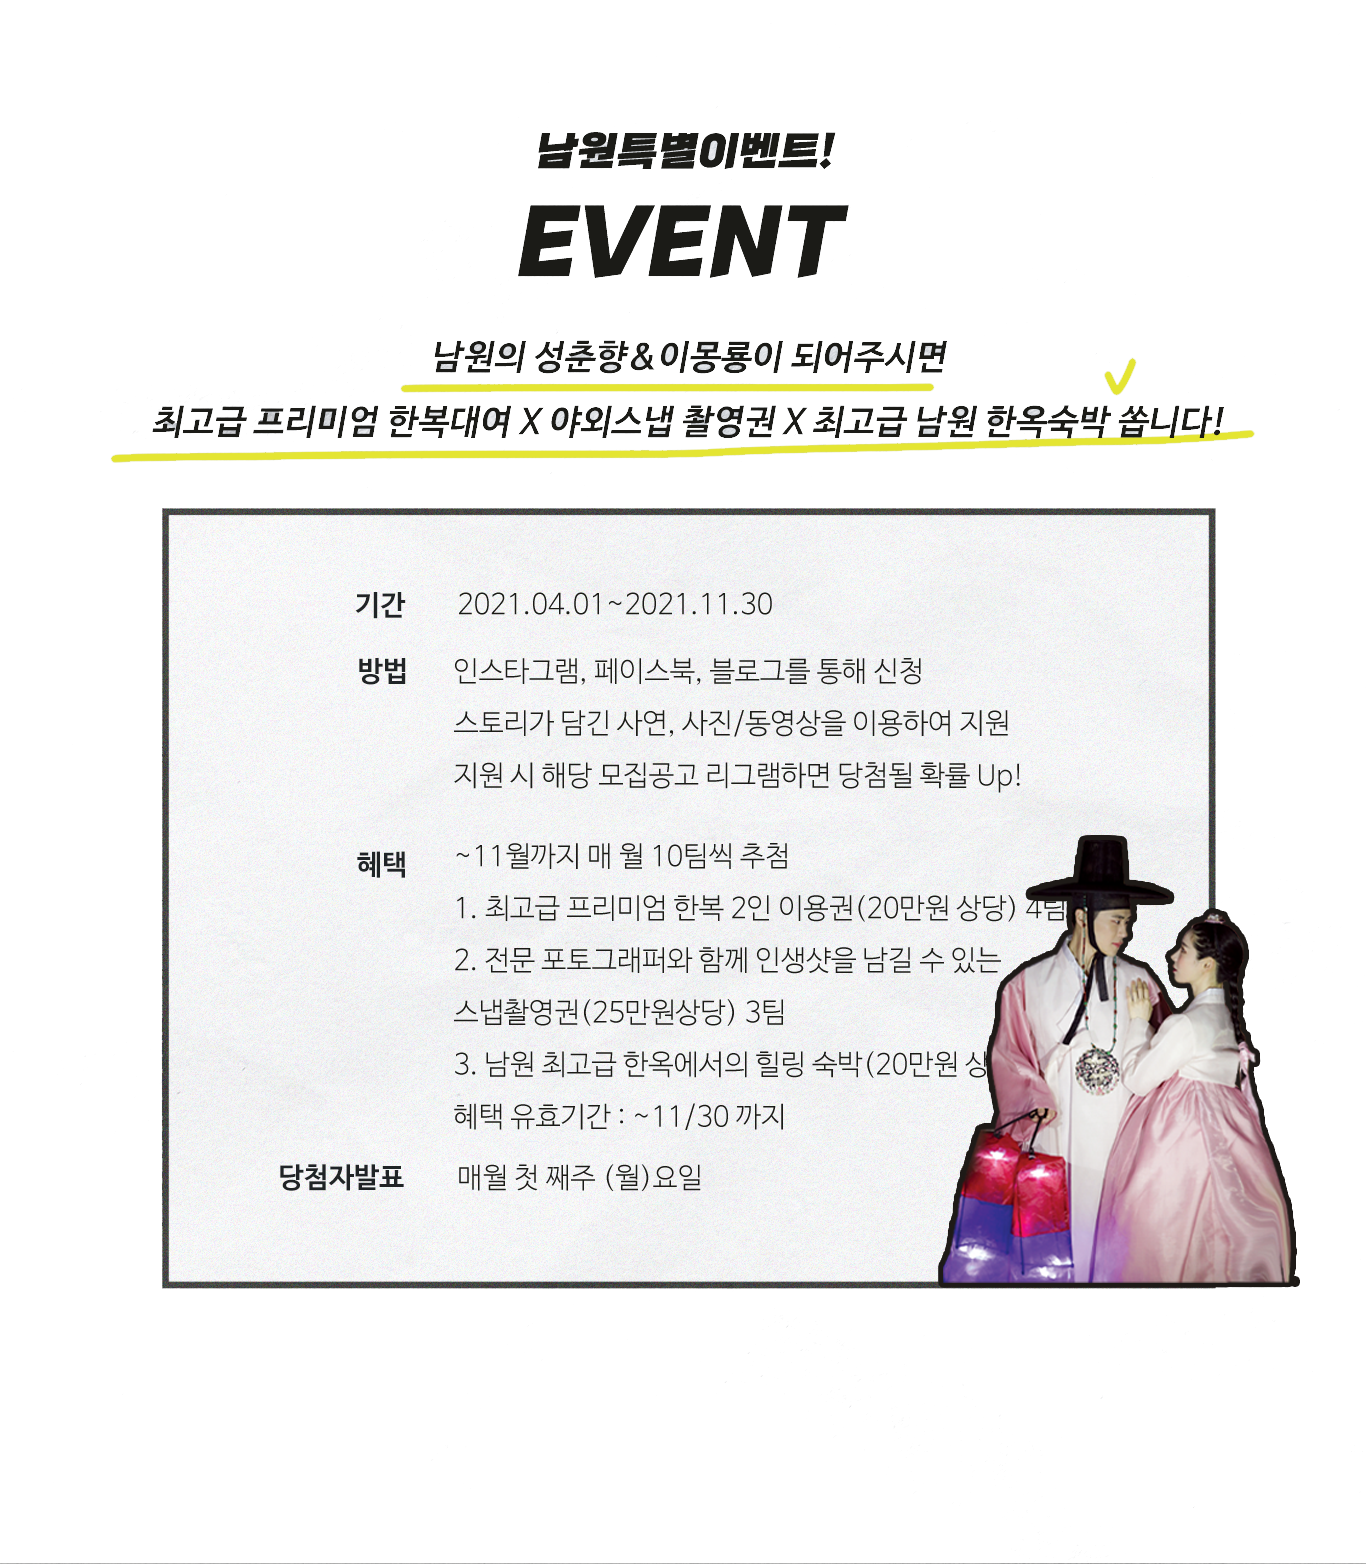 남원특별이벤트!
EVENT
남원의 성춘향&이몽룡이 되어주시면
최고급 프리미엄 한복대여 X 야외스냅 촬영권 X 최고급 남원 한옥숙박 쏩니다!
기간 2021.04.01~2021.11.30
방법 인스타그램, 페이스북, 블로그를 통해 신청
스토리가 담긴 사연, 사진/동영상을 이용하여 지원
지원 시 해당 모집공고 리그램하면 당첨될 확률 Up!
혜택 ~11월까지 매 월 10팀씩 추첨
1. 최고급 프리미엄 한복 2인 이용권(20만원 상당) 4팀
2. 전문 포토그래퍼와 함께 인생샷을 남길 수 있는
스냅촬영권(25만원상당) 3팀
3. 남원 최고급 한옥에서의 힐링 숙박(20만원 상
혜택 유효기간 : ~11/30 까지
당첨자발표 매월 첫 째주 (월)요일